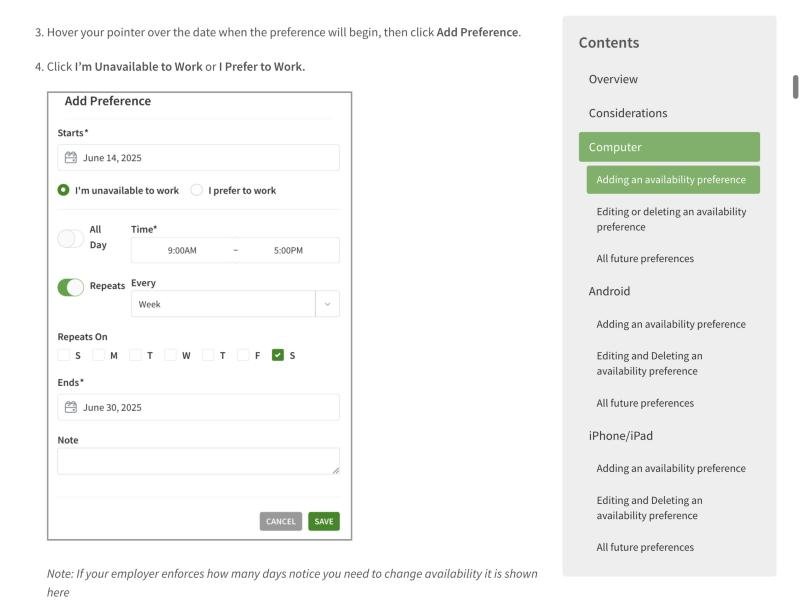 3. Hover your pointer over the date when the preference will begin, then click Add Preference.
4. Click I'm Unavailable to Work or I Prefer to Work.
Add Preference
Starts*
June 14, 2025
I'm unavailable to work I prefer to work
All Day
Time*
9:00AM – 5:00PM
Repeats
Every
Week
Repeats On
S M T W T F S
Ends*
June 30, 2025
Note
CANCEL SAVE
Note: If your employer enforces how many days notice you need to change availability it is shown
here
Contents
Overview
Considerations
Computer
Adding an availability preference
Editing or deleting an availability
preference
All future preferences
Android
Adding an availability preference
Editing and Deleting an
availability preference
All future preferences
iPhone/iPad
Adding an availability preference
Editing and Deleting an
availability preference
All future preferences